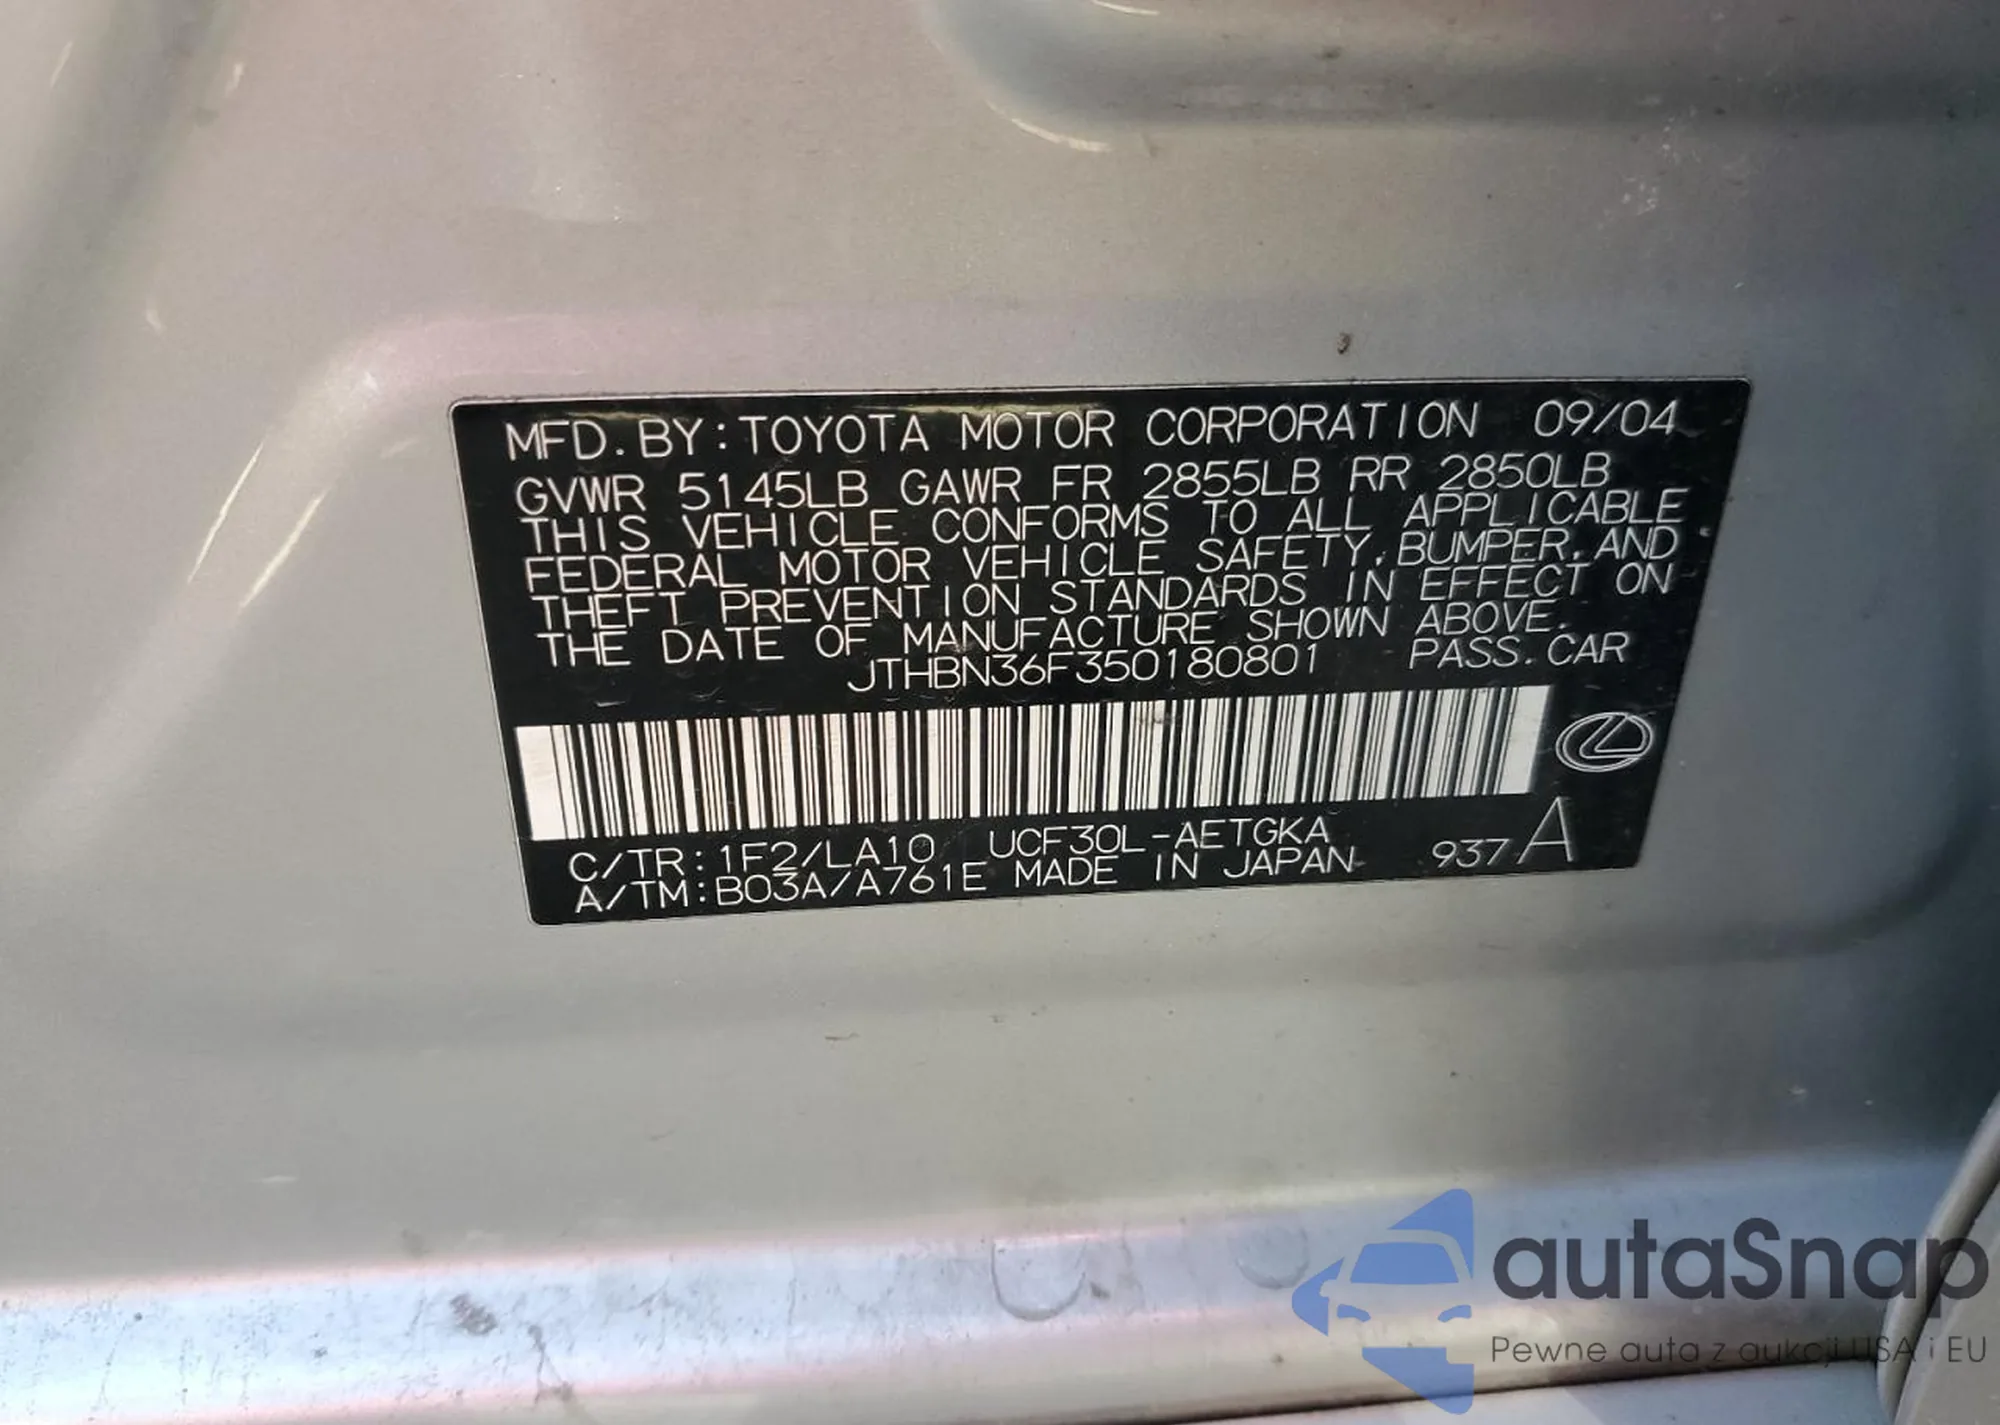 MFD. BY: TOYOTA MOTOR CORPORATION 09/04
GVWR 5145LB GAWR FR 2855LB RR 2850LB
THIS VEHICLE CONFORMS TO ALL APPLICABLE
FEDERAL MOTOR VEHICLE SAFETY, BUMPER, AND
THEFT PREVENTION STANDARDS IN EFFECT ON
THE DATE OF MANUFACTURE SHOWN ABOVE.
JTHBN36F350180801 PASS. CAR
C/TR: 1F2/LA10 UCF30L-AETGKA
A/TM: B03A/A761E MADE IN JAPAN 937A
autaSnap
Pewne auta z aukcji USA i EU